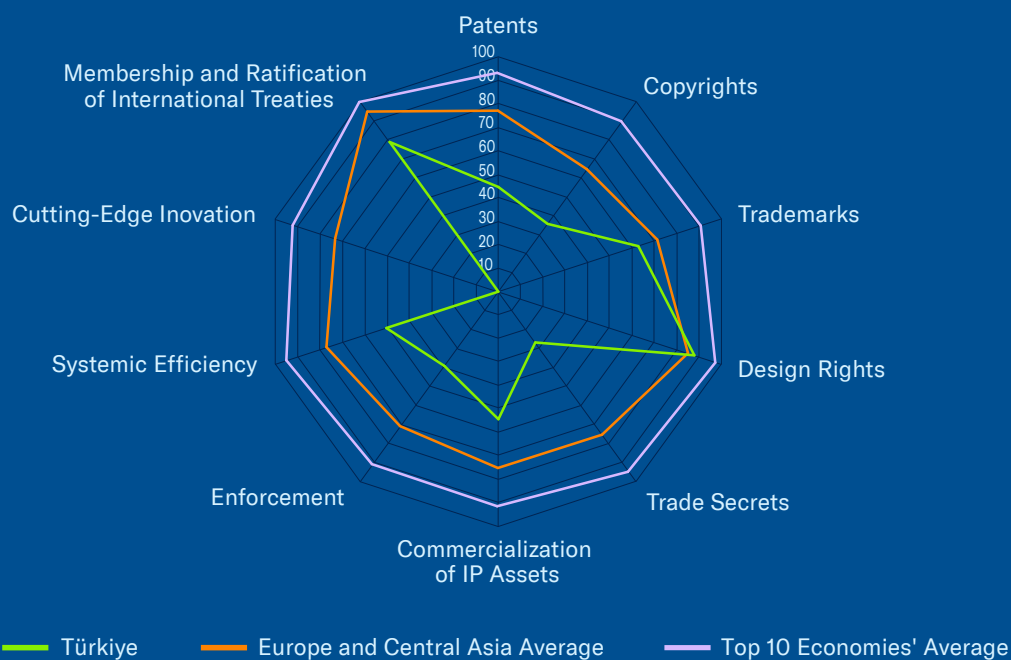 Patents
100
90
80
70
60
50
40
30
20
10
Copyrights
Trademarks
Design Rights
Trade Secrets
Commercialization
of IP Assets
Enforcement
Systemic Efficiency
Cutting-Edge Inovation
Membership and Ratification
of International Treaties
Türkiye
Europe and Central Asia Average
Top 10 Economies' Average